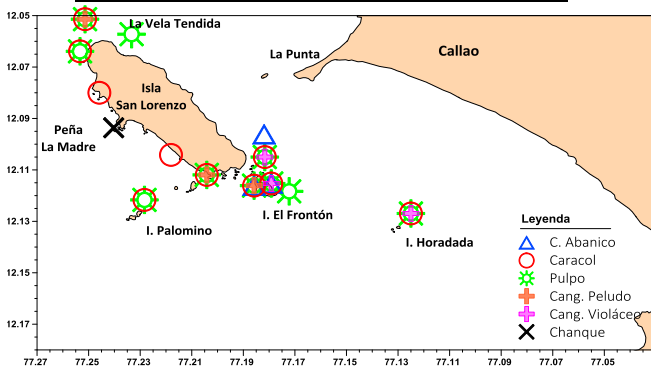 12.05
La Vela Tendida
La Punta
Callao
12.07
Isla
San Lorenzo
12.09
Peña
La Madre
12.11
I. El Frontón
12.13
I. Palomino
I. Horadada
Leyenda
C. Abanico
Caracol
Pulpo
Cang. Peludo
Cang. Violáceo
Chanque
12.15
12.17
77.27
77.25
77.23
77.21
77.19
77.17
77.15
77.13
77.11
77.09
77.07
77.05